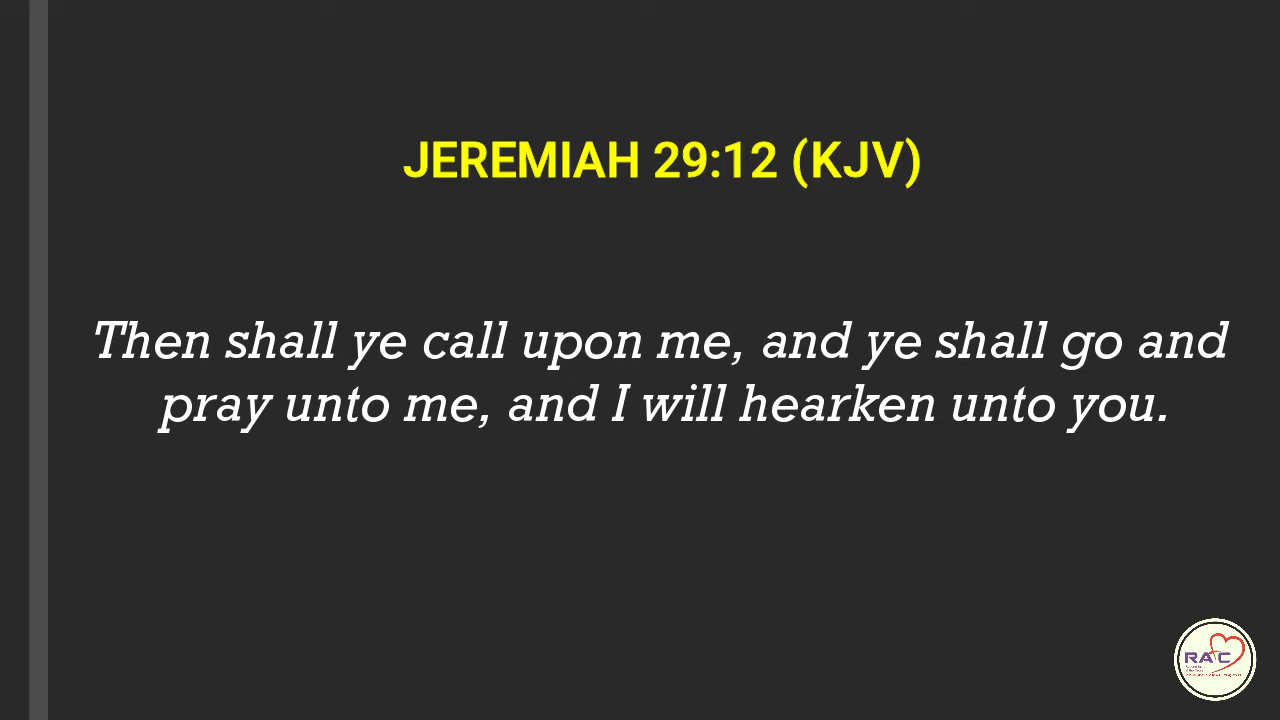 JEREMIAH 29:12 (KJV)
Then shall ye call upon me, and ye shall go and
pray unto me, and I will hearken unto you.
RAFC